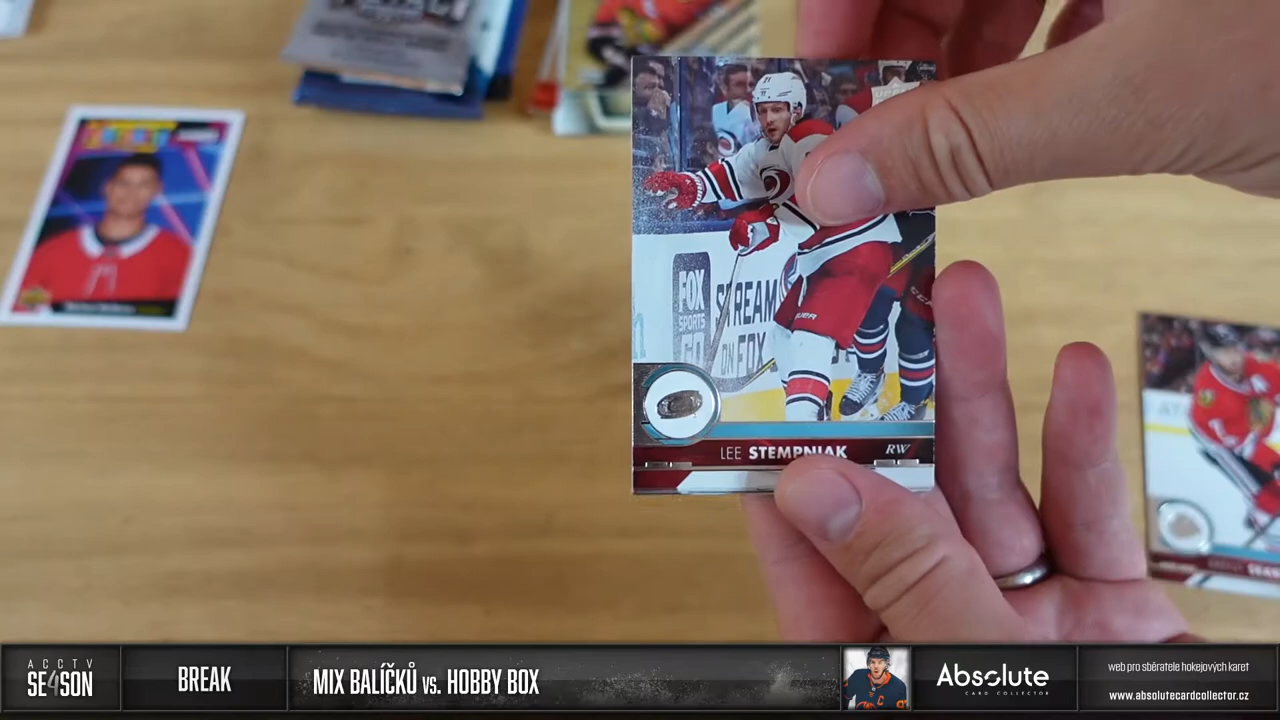 FOX
SPORTS
GO
STREAM
ON FOX
LEE STEMPNIAK RW
ACCTV
SE4SON
BREAK
MIX BALÍČKŮ vs. HOBBY BOX
Absolute
CARD COLLECTOR
web pro sběratele hokejových karet
www.absolutecardcollector.cz